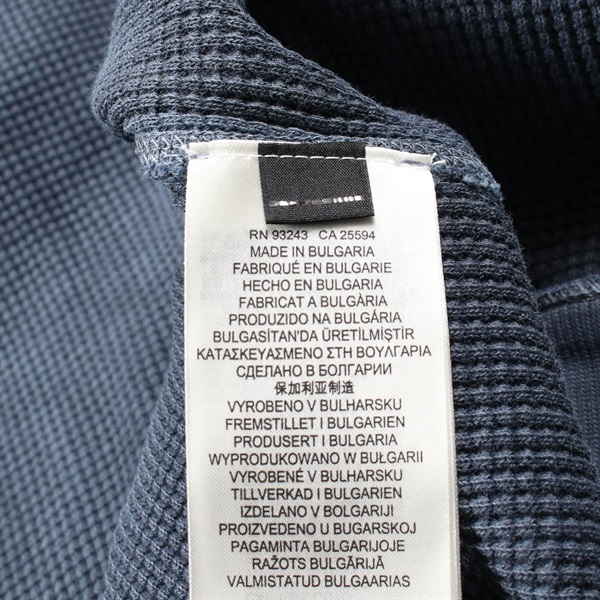 RN 93243 CA 25594
MADE IN BULGARIA
FABRIQUÉ EN BULGARIE
HECHO EN BULGARIA
FABRICAT A BULGÀRIA
PRODUZIDO NA BULGÁRIA
BULGASİTAN'DA ÜRETİLMİŞTİR
ΚΑΤΑΣΚΕΥΑΣΜΕΝΟ ΣΤΗ ΒΟΥΛΓΑΡΙΑ
СДЕЛАНО В БОЛГАРИИ
保加利亚制造
VYROBENO V BULHARSKU
FREMSTILLET I BULGARIEN
PRODUSERT I BULGARIA
WYPRODUKOWANO W BUŁGARII
VYROBENÉ V BULHARSKU
TILLVERKAD I BULGARIEN
IZDELANO V BOLGARIJI
PROIZVEDENO U BUGARSKOJ
PAGAMINTA BULGARIJOJE
RAŽOTS BULGĀRIJĀ
VALMISTATUD BULGAARIAS